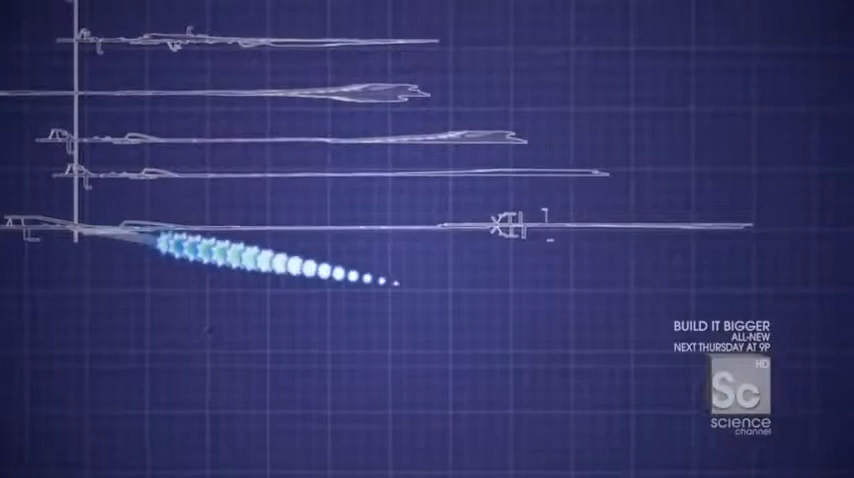 BUILD IT BIGGER
ALL-NEW
NEXT THURSDAY AT 9P
HD
Sc
science
channel